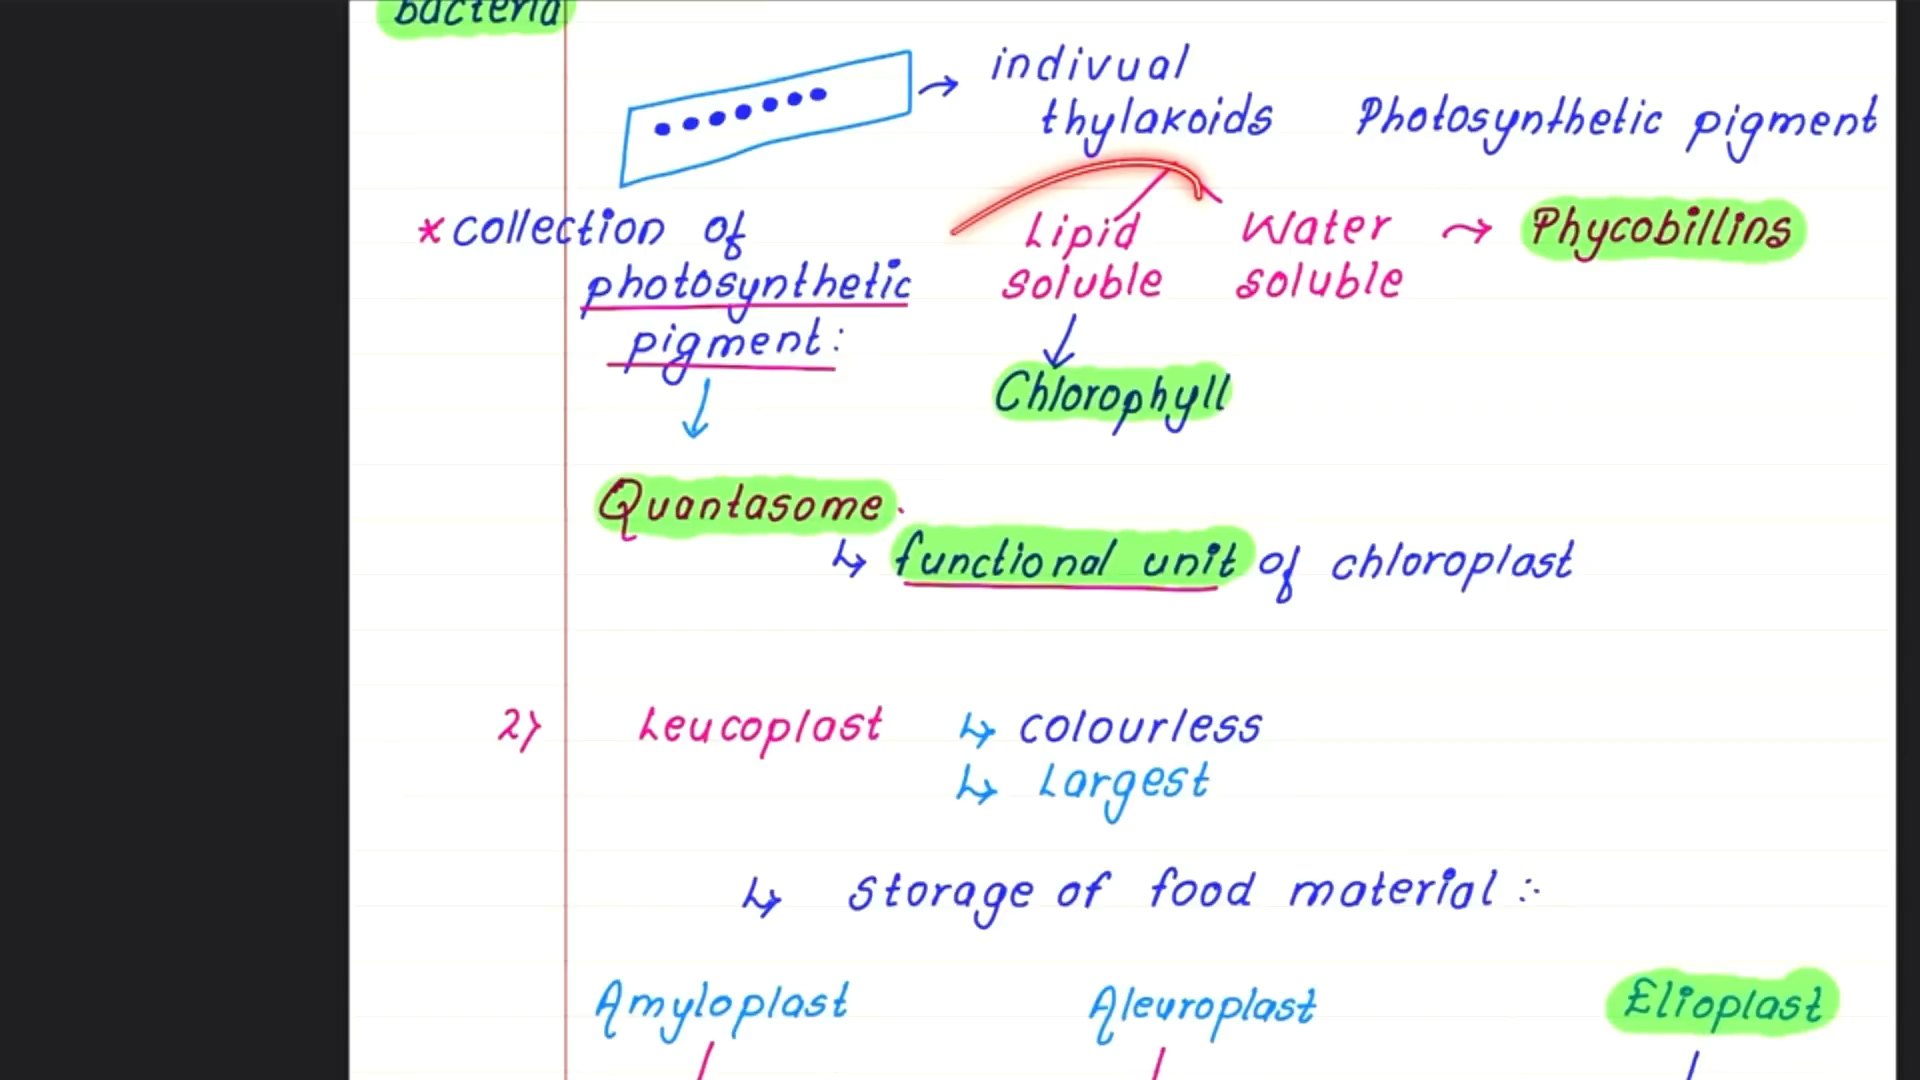 bacteria
indivual
thylakoids
Photosynthetic pigment
*collection of
photosynthetic
pigment:
Lipid
soluble
Water
soluble
→ Phycobillins
Chlorophyll
Quantasome.
↳ functional unit of chloroplast
2) Leucoplast ↳ colourless
↳ Largest
↳ storage of food material :-
Amyloplast Aleuroplast Elioplast